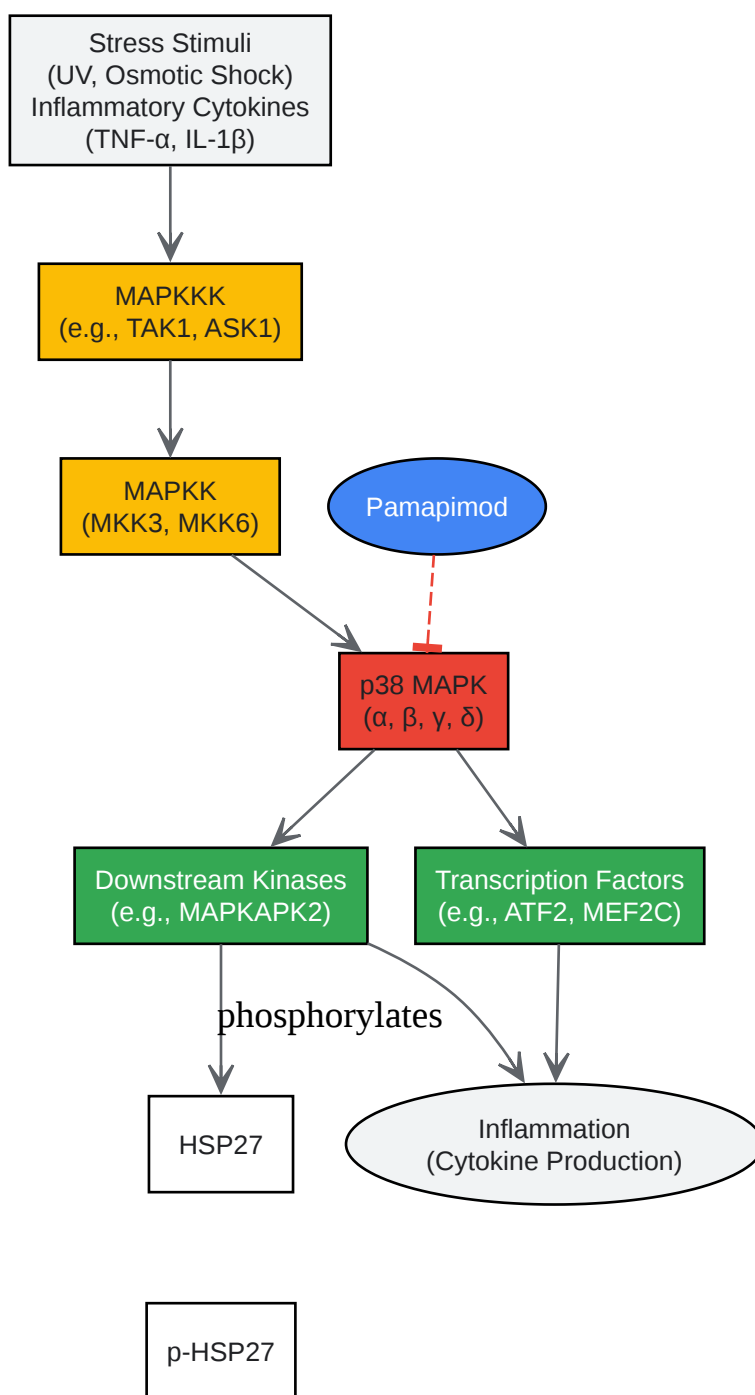 Stress Stimuli
(UV, Osmotic Shock)
Inflammatory Cytokines
(TNF-α, IL-1β)
MAPKKK
(e.g., TAK1, ASK1)
MAPKK
(MKK3, MKK6)
Pamapimod
p38 MAPK
(α, β, γ, δ)
Downstream Kinases
(e.g., MAPKAPK2)
Transcription Factors
(e.g., ATF2, MEF2C)
phosphorylates
HSP27
Inflammation
(Cytokine Production)
p-HSP27